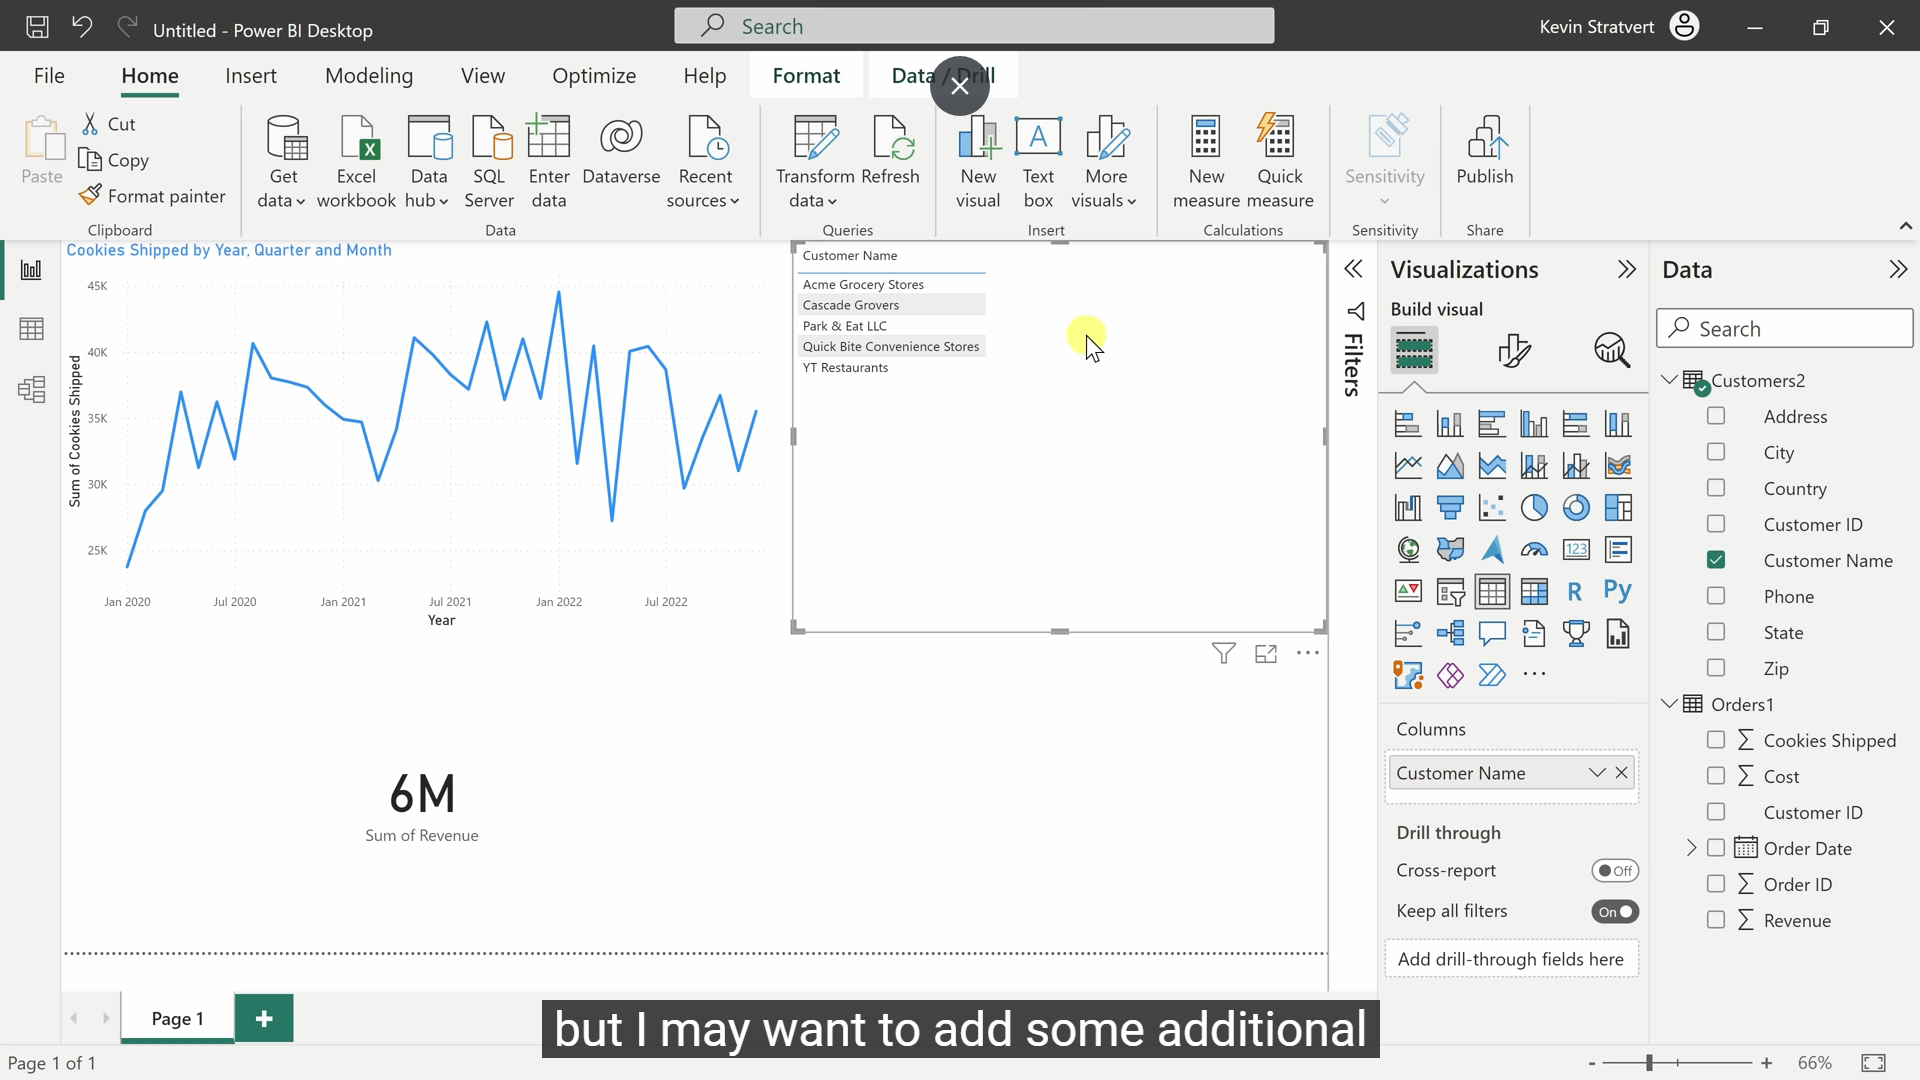 Untitled - Power BI Desktop
Search
Kevin Stratvert
File Home Insert Modeling View Optimize Help Format Data / Drill
Paste
Cut
Copy
Format painter
Clipboard
Get data
Excel workbook
Data hub
SQL Server
Enter data
Dataverse
Recent sources
Data
Transform data
Refresh
Queries
New visual
Text box
More visuals
Insert
New measure
Quick measure
Calculations
Sensitivity
Sensitivity
Publish
Share
Cookies Shipped by Year, Quarter and Month
Sum of Cookies Shipped
45K
40K
35K
30K
25K
Jan 2020 Jul 2020 Jan 2021 Jul 2021 Jan 2022 Jul 2022
Year
Customer Name
Acme Grocery Stores
Cascade Grovers
Park & Eat LLC
Quick Bite Convenience Stores
YT Restaurants
6M
Sum of Revenue
Filters
Visualizations
Build visual
123
R
Py
Columns
Customer Name
Drill through
Cross-report
Off
Keep all filters
On
Add drill-through fields here
Data
Search
Customers2
Address
City
Country
Customer ID
Customer Name
Phone
State
Zip
Orders1
Cookies Shipped
Cost
Customer ID
Order Date
Order ID
Revenue
Page 1
but I may want to add some additional
Page 1 of 1
66%